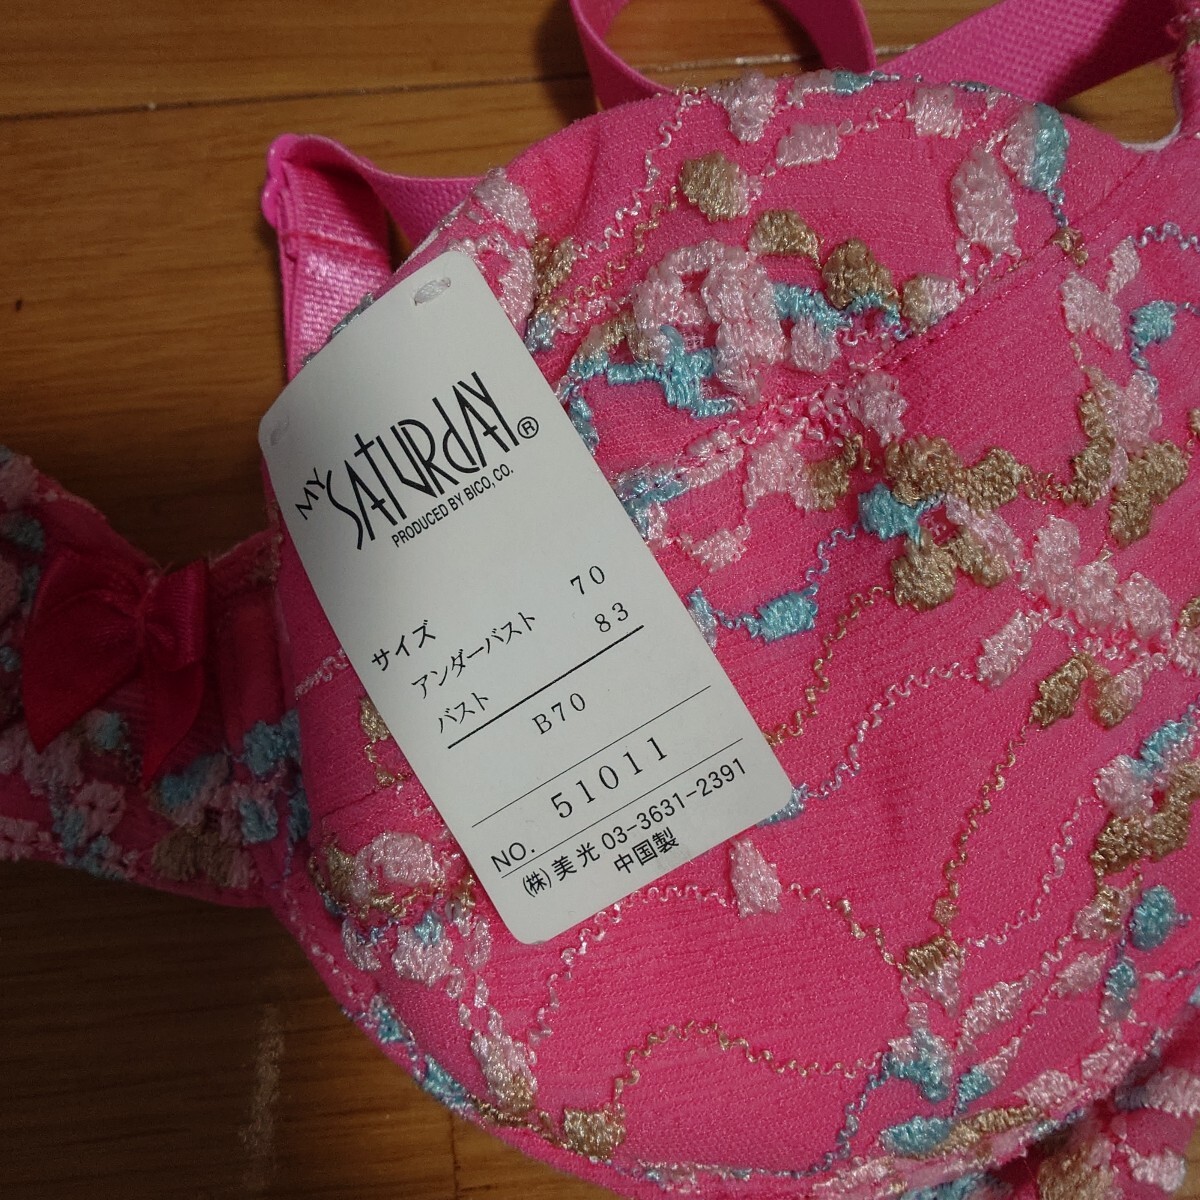 MY SATURdAY®
PRODUCED BY BICO, CO.
サイズ
アンダーバスト 70
バスト 83
B70
NO. 51011
㈱美光 03-3631-2391
中国製